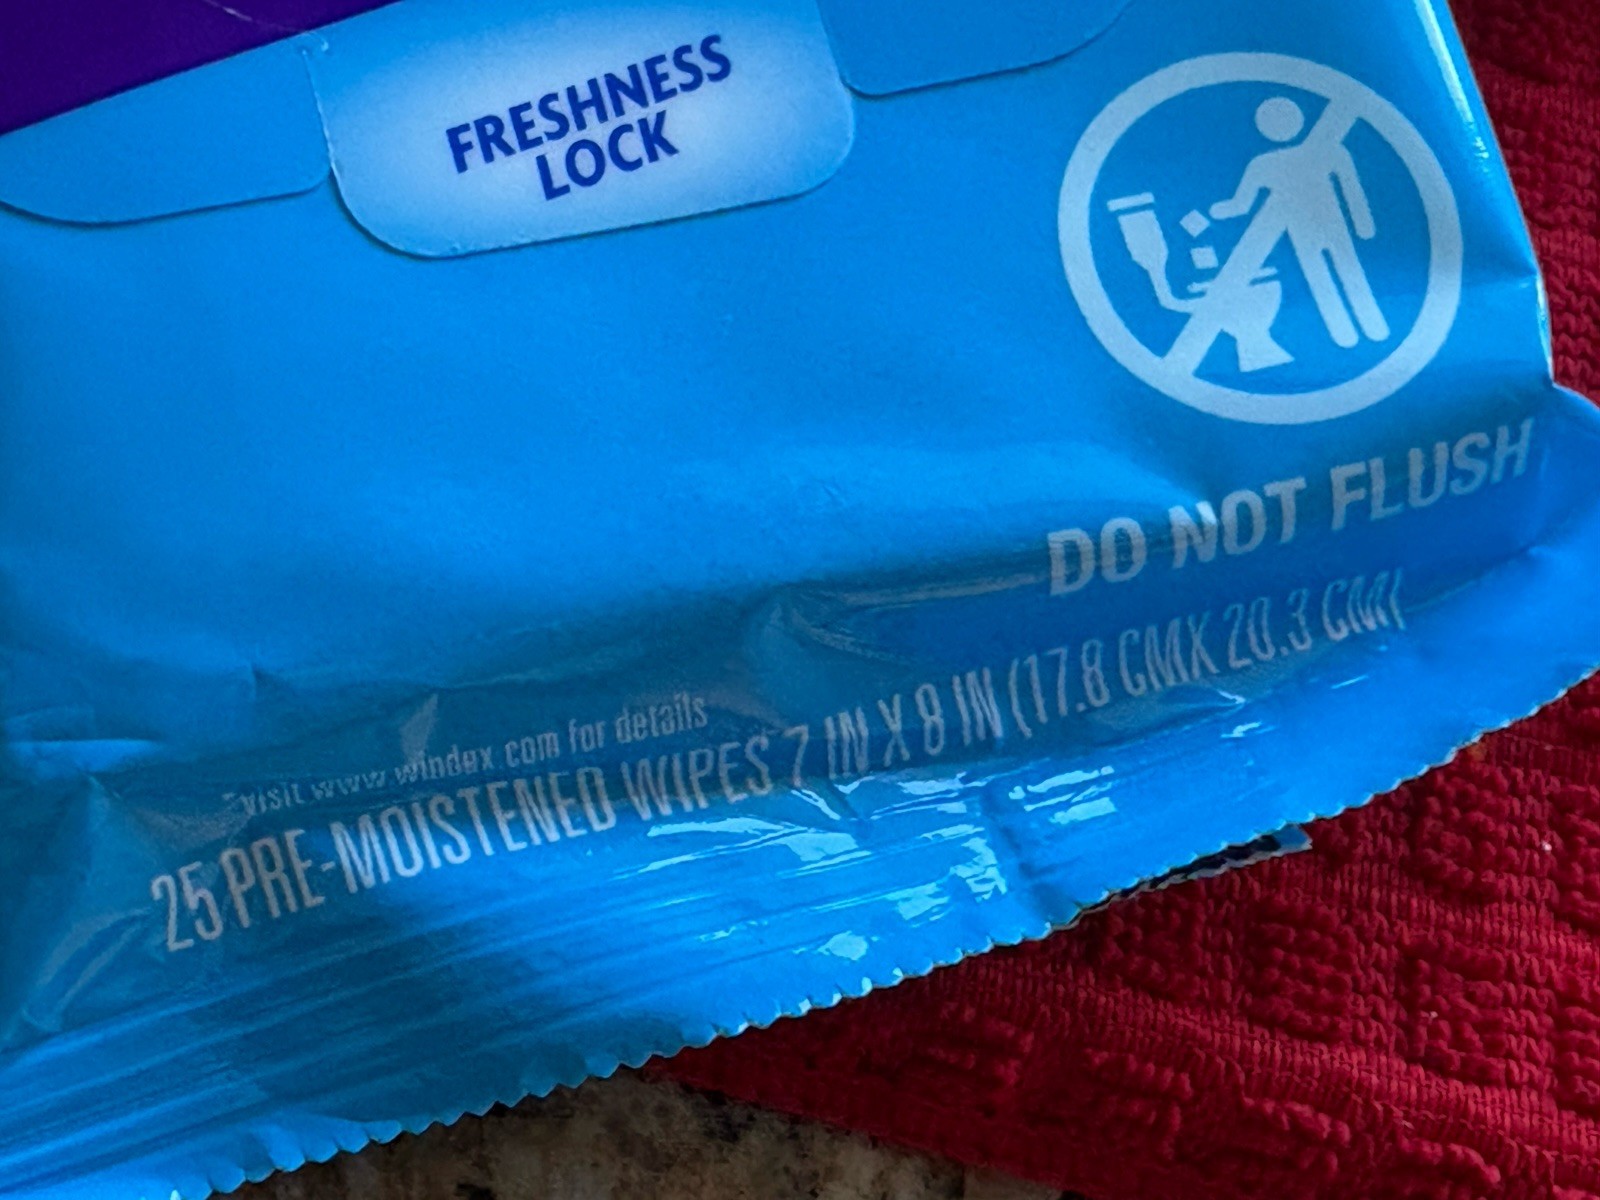 FRESHNESS
LOCK
DO NOT FLUSH
*visit www.windex.com for details
25 PRE-MOISTENED WIPES 7 IN X 8 IN (17.8 CM X 20.3 CM)